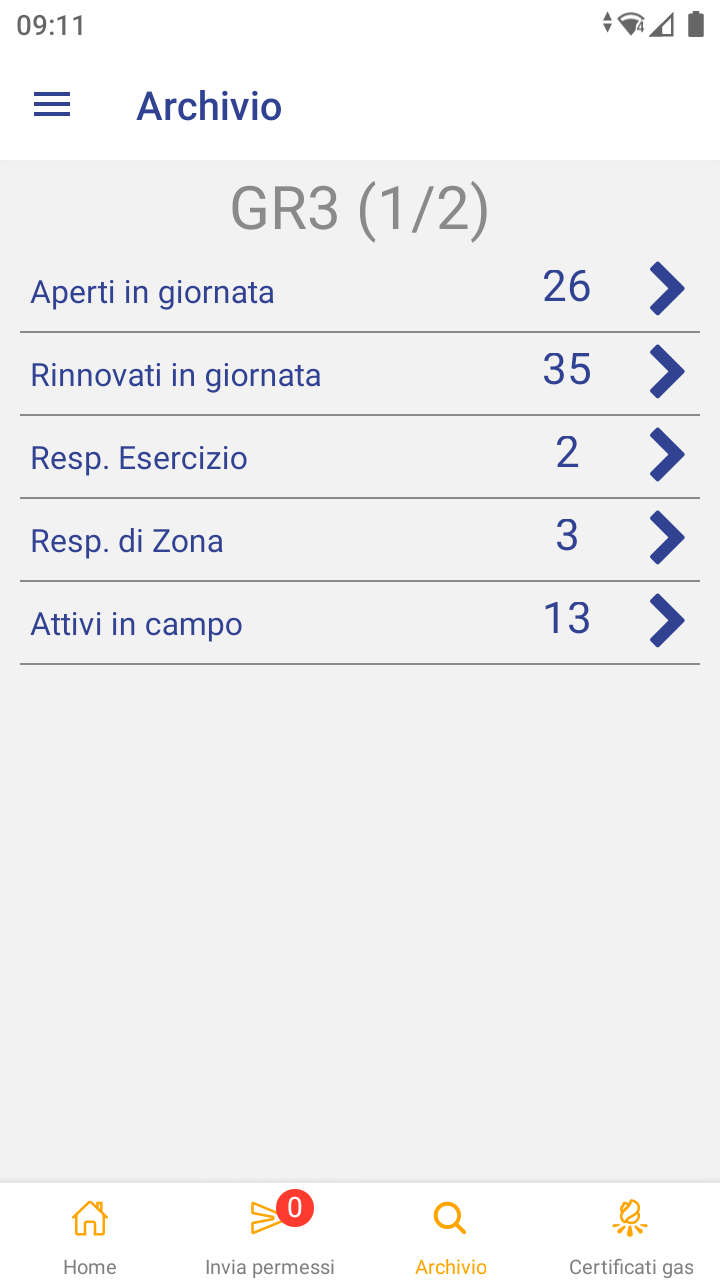 09:11
4
Archivio
GR3 (1/2)
Aperti in giornata 26
Rinnovati in giornata 35
Resp. Esercizio 2
Resp. di Zona 3
Attivi in campo 13
0
Home Invia permessi Archivio Certificati gas